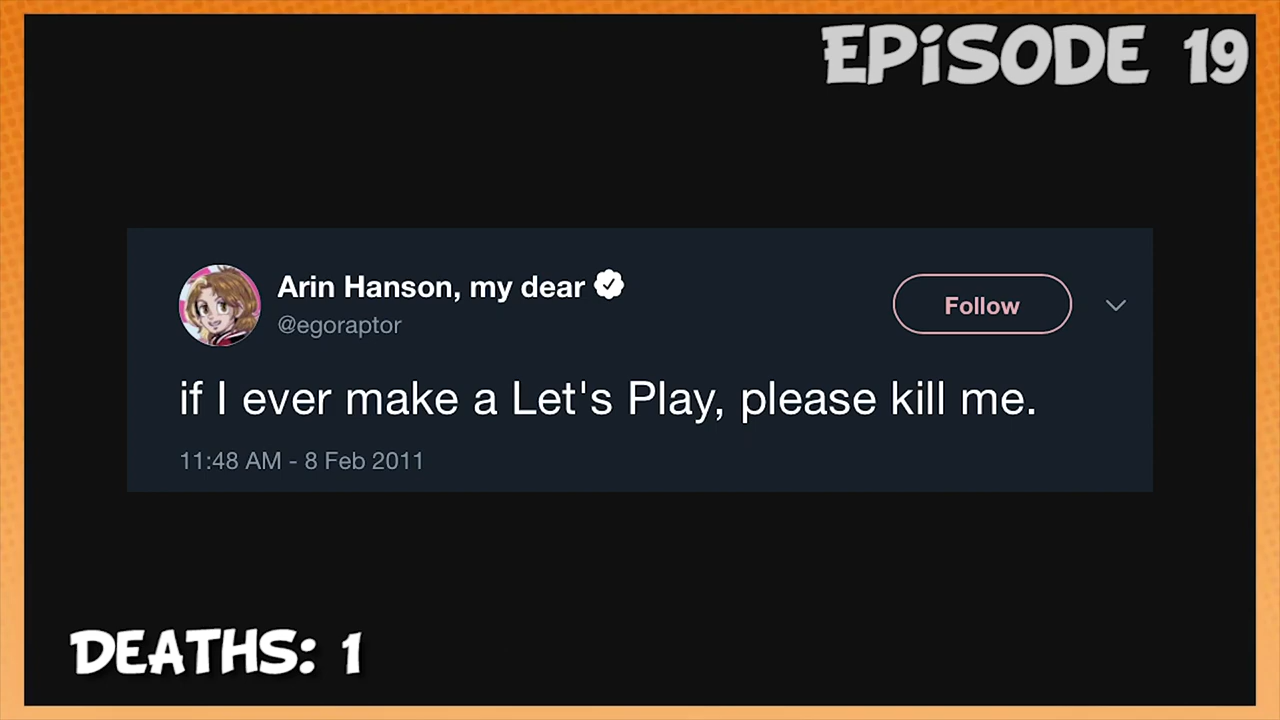 EPiSODE 19
Arin Hanson, my dear
@egoraptor
Follow
if I ever make a Let's Play, please kill me.
11:48 AM - 8 Feb 2011
DEATHS: 1